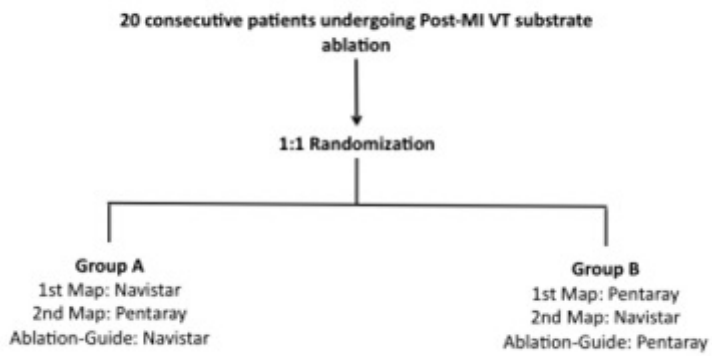 20 consecutive patients undergoing Post-MI VT substrate
ablation
1:1 Randomization
Group A
1st Map: Navistar
2nd Map: Pentaray
Ablation-Guide: Navistar
Group B
1st Map: Pentaray
2nd Map: Navistar
Ablation-Guide: Pentaray